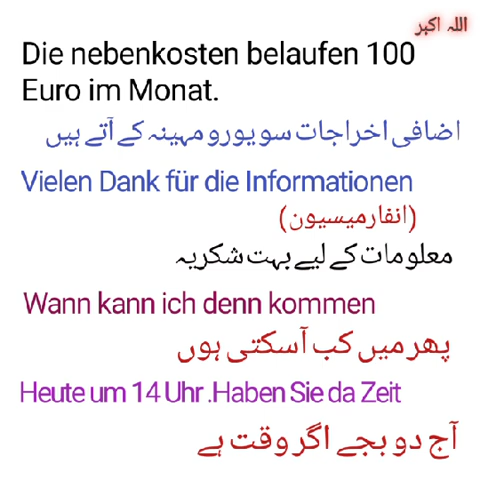 اللہ اکبر
Die nebenkosten belaufen 100
Euro im Monat.
اضافی اخراجات سو یورو مہینہ کے آتے ہیں
Vielen Dank für die Informationen
(انفارمیسیون)
معلومات کے لیے بہت شکریہ
Wann kann ich denn kommen
پھر میں کب آسکتی ہوں
Heute um 14 Uhr .Haben Sie da Zeit
آج دو بجے اگر وقت ہے